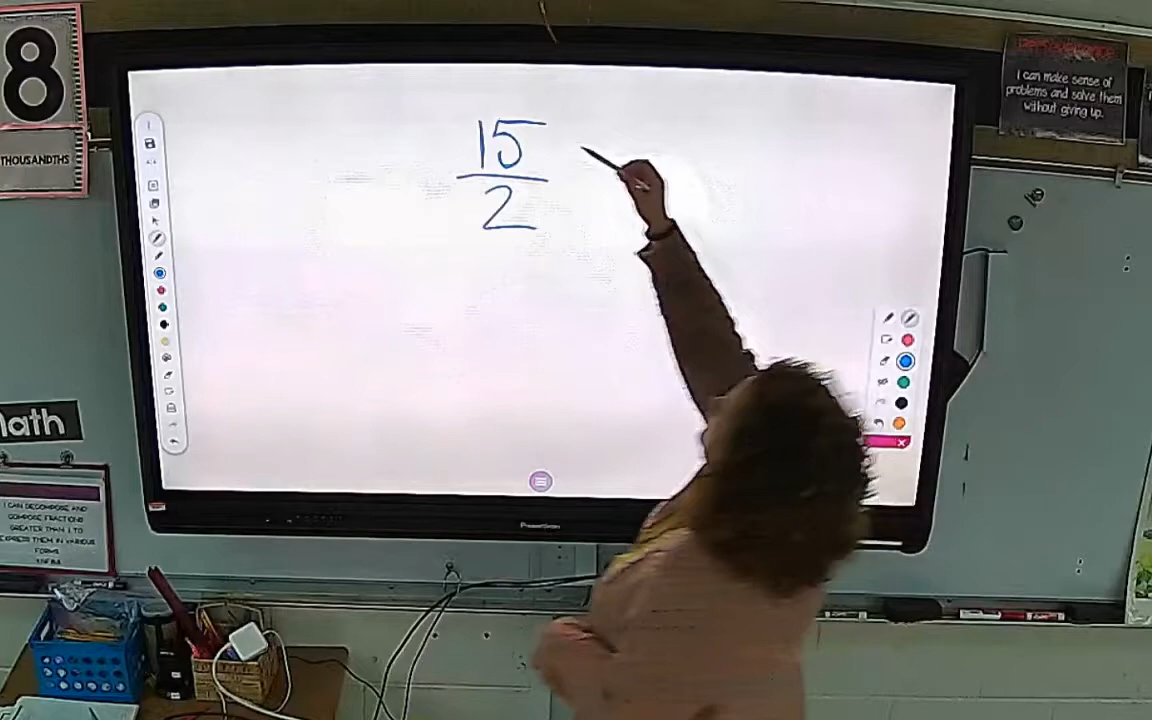 8
THOUSANDTHS
15
2
I can make sense of
problems and solve them
without giving up.
Math
I CAN DECOMPOSE AND
COMPOSE FRACTIONS
GREATER THAN 1 TO
EXPRESS THEM IN VARIOUS
FORMS
Promethean